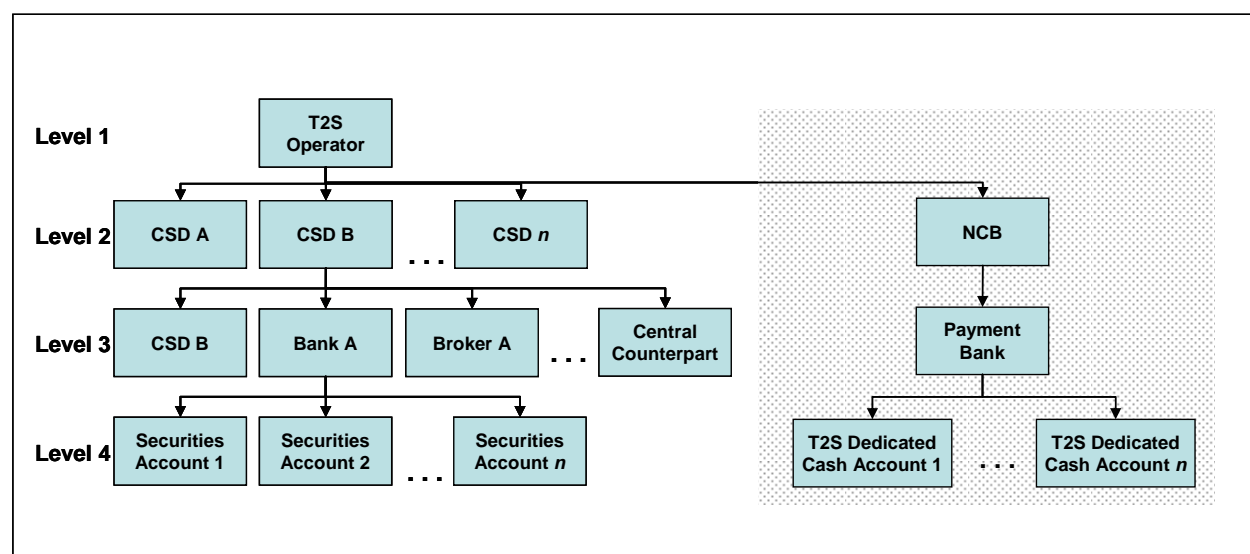 Level 1
T2S
Operator
Level 2
CSD A
CSD B
. . .
CSD n
NCB
Level 3
CSD B
Bank A
Broker A
. . .
Central
Counterpart
Payment
Bank
Level 4
Securities
Account 1
Securities
Account 2
. . .
Securities
Account n
T2S Dedicated
Cash Account 1
. . .
T2S Dedicated
Cash Account n